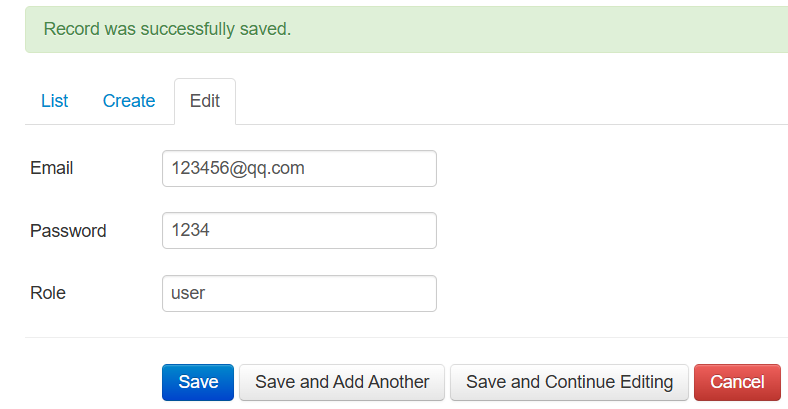 Record was successfully saved.
List Create Edit
Email 123456@qq.com
Password 1234
Role user
Save Save and Add Another Save and Continue Editing Cancel